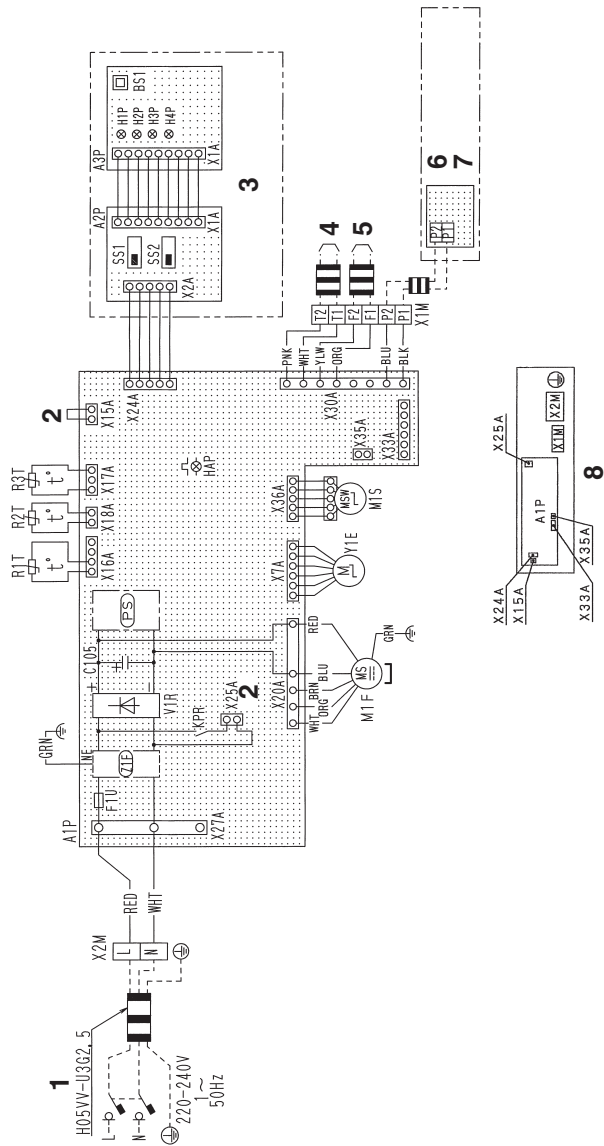 1
H05VV-U3G2.5
L
N
220-240V
1~
50Hz
X2M
L
N
RED
WHT
A1P
X27A
F1U
GRN
NE
Z1F
V1R
+
C105
+
PS
XPR
X25A
2
X20A
WHT
ORG
BRN
BLU
RED
MS
M1F
GRN
R1T
t°
X16A
R2T
t°
X18A
R3T
t°
X17A
X15A
2
X24A
HAP
X7A
M
Y1E
X36A
MSW
M1S
X35A
X33A
X30A
PNK
WHT
YLW
ORG
BLU
BLK
T2
T1
F2
F1
P2
P1
X1M
4
5
A2P
SS1
SS2
X2A
X1A
A3P
X1A
H1P
H2P
H3P
H4P
BS1
3
P2
P1
6
7
X24A
X15A
X33A
X35A
A1P
X25A
X1M
X2M
8